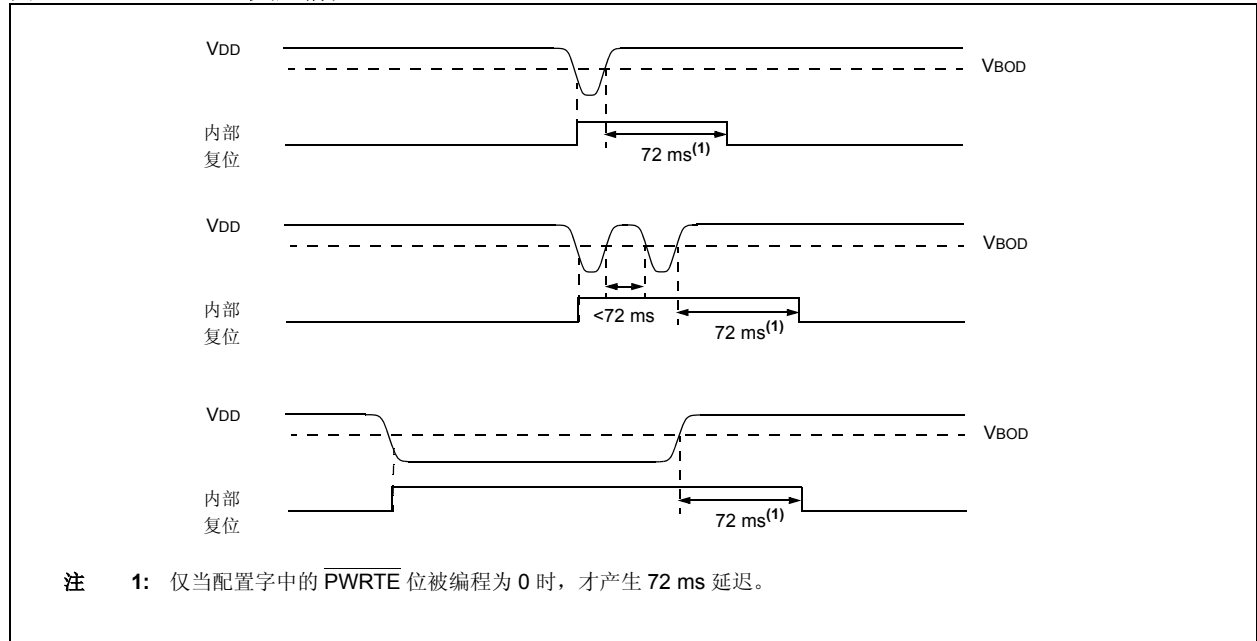 VDD
VBOD
内部
复位
72 ms(1)
VDD
VBOD
内部
复位
<72 ms
72 ms(1)
VDD
VBOD
内部
复位
72 ms(1)
注 1: 仅当配置字中的 PWRTE 位被编程为 0 时，才产生 72 ms 延迟。